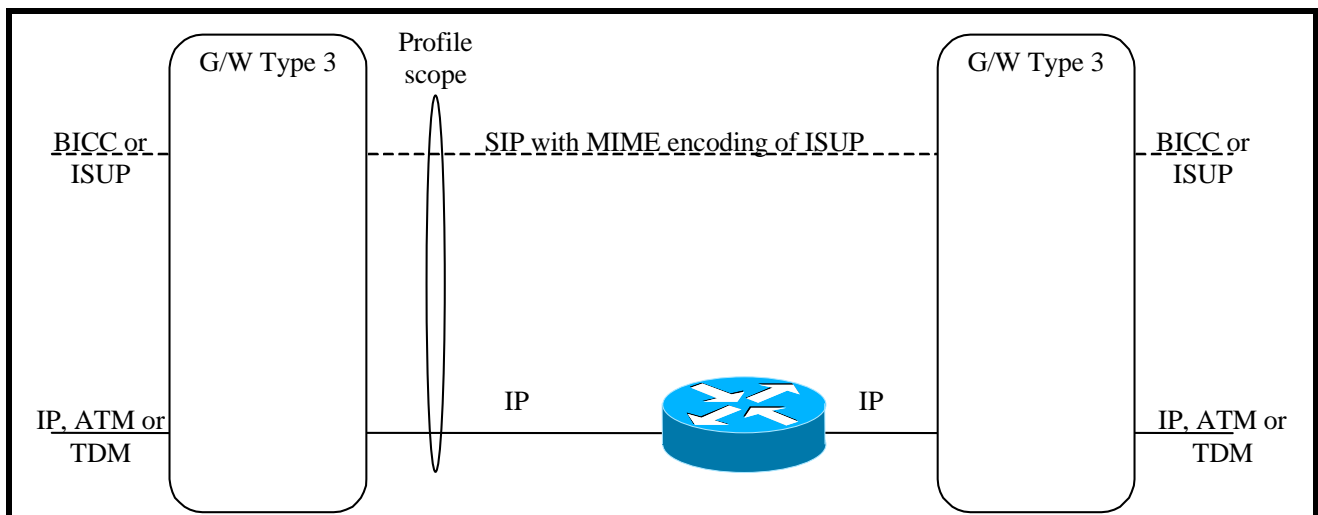 G/W Type 3
Profile
scope
G/W Type 3
BICC or
ISUP
SIP with MIME encoding of ISUP
BICC or
ISUP
IP, ATM or
TDM
IP
IP
IP, ATM or
TDM